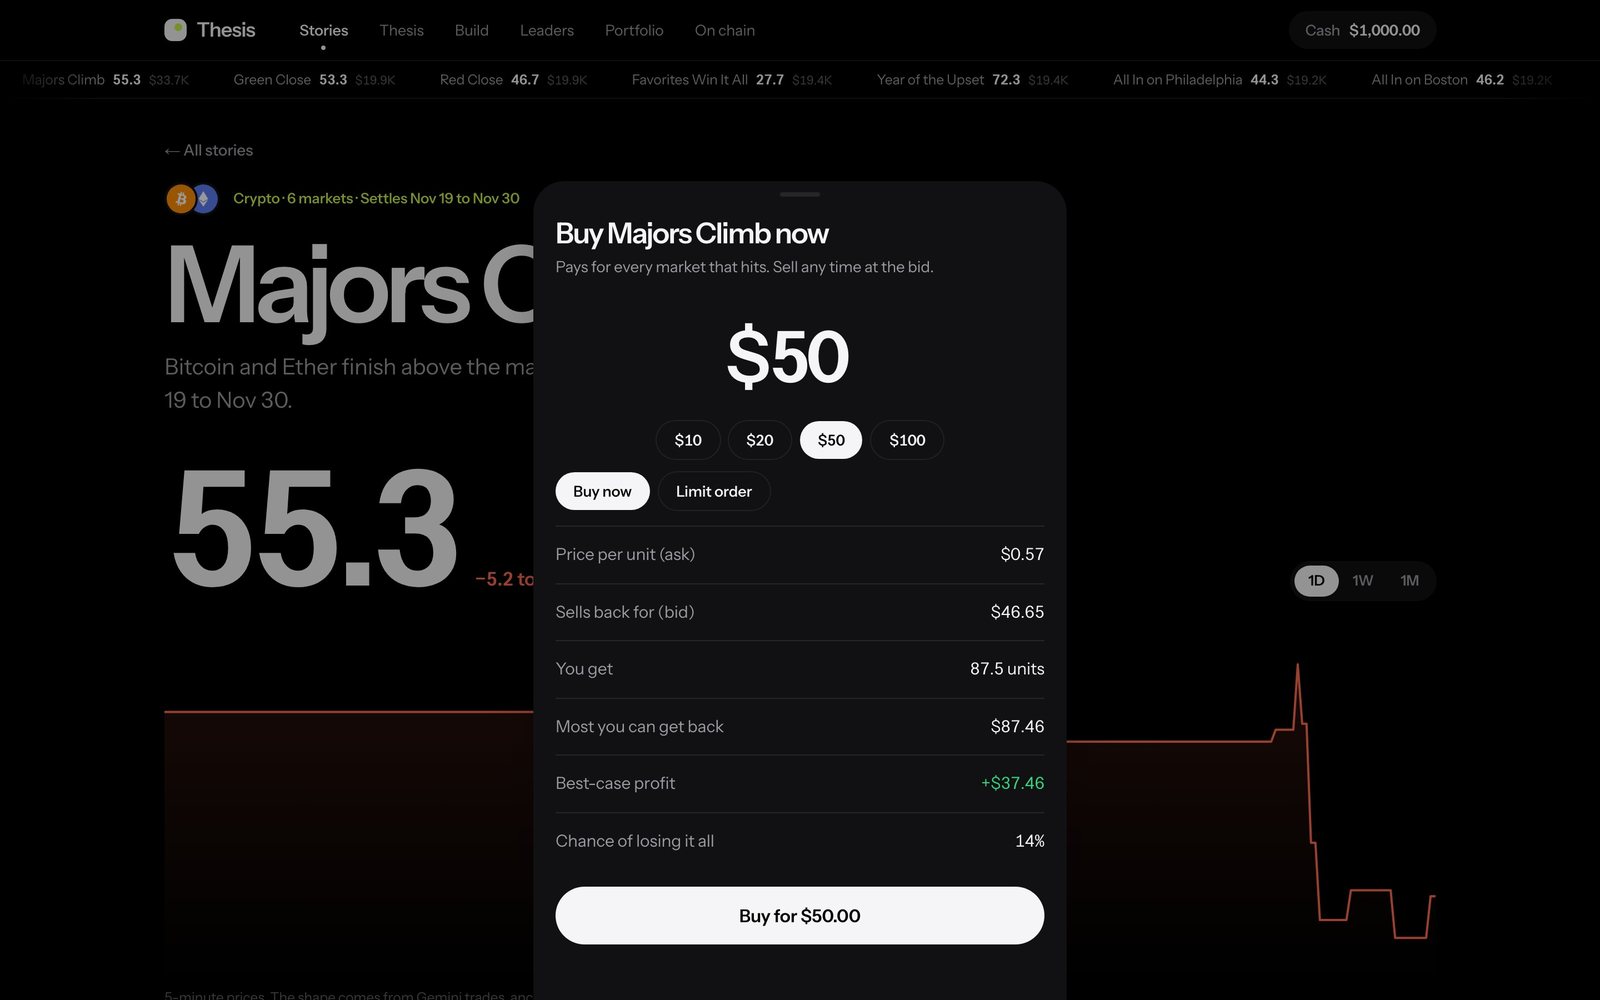 Thesis Stories Thesis Build Leaders Portfolio On chain Cash $1,000.00
Majors Climb 55.3 $33.7K Green Close 53.3 $19.9K Red Close 46.7 $19.9K Favorites Win It All 27.7 $19.4K Year of the Upset 72.3 $19.4K All In on Philadelphia 44.3 $19.2K All In on Boston 46.2 $19.2K
← All stories
Crypto · 6 markets · Settles Nov 19 to Nov 30
Majors C
Bitcoin and Ether finish above the ma
19 to Nov 30.
55.3
−5.2 to
1D 1W 1M
Buy Majors Climb now
Pays for every market that hits. Sell any time at the bid.
$50
$10 $20 $50 $100
Buy now Limit order
Price per unit (ask) $0.57
Sells back for (bid) $46.65
You get 87.5 units
Most you can get back $87.46
Best-case profit +$37.46
Chance of losing it all 14%
Buy for $50.00
5-minute prices. The shape comes from Gemini trades, and